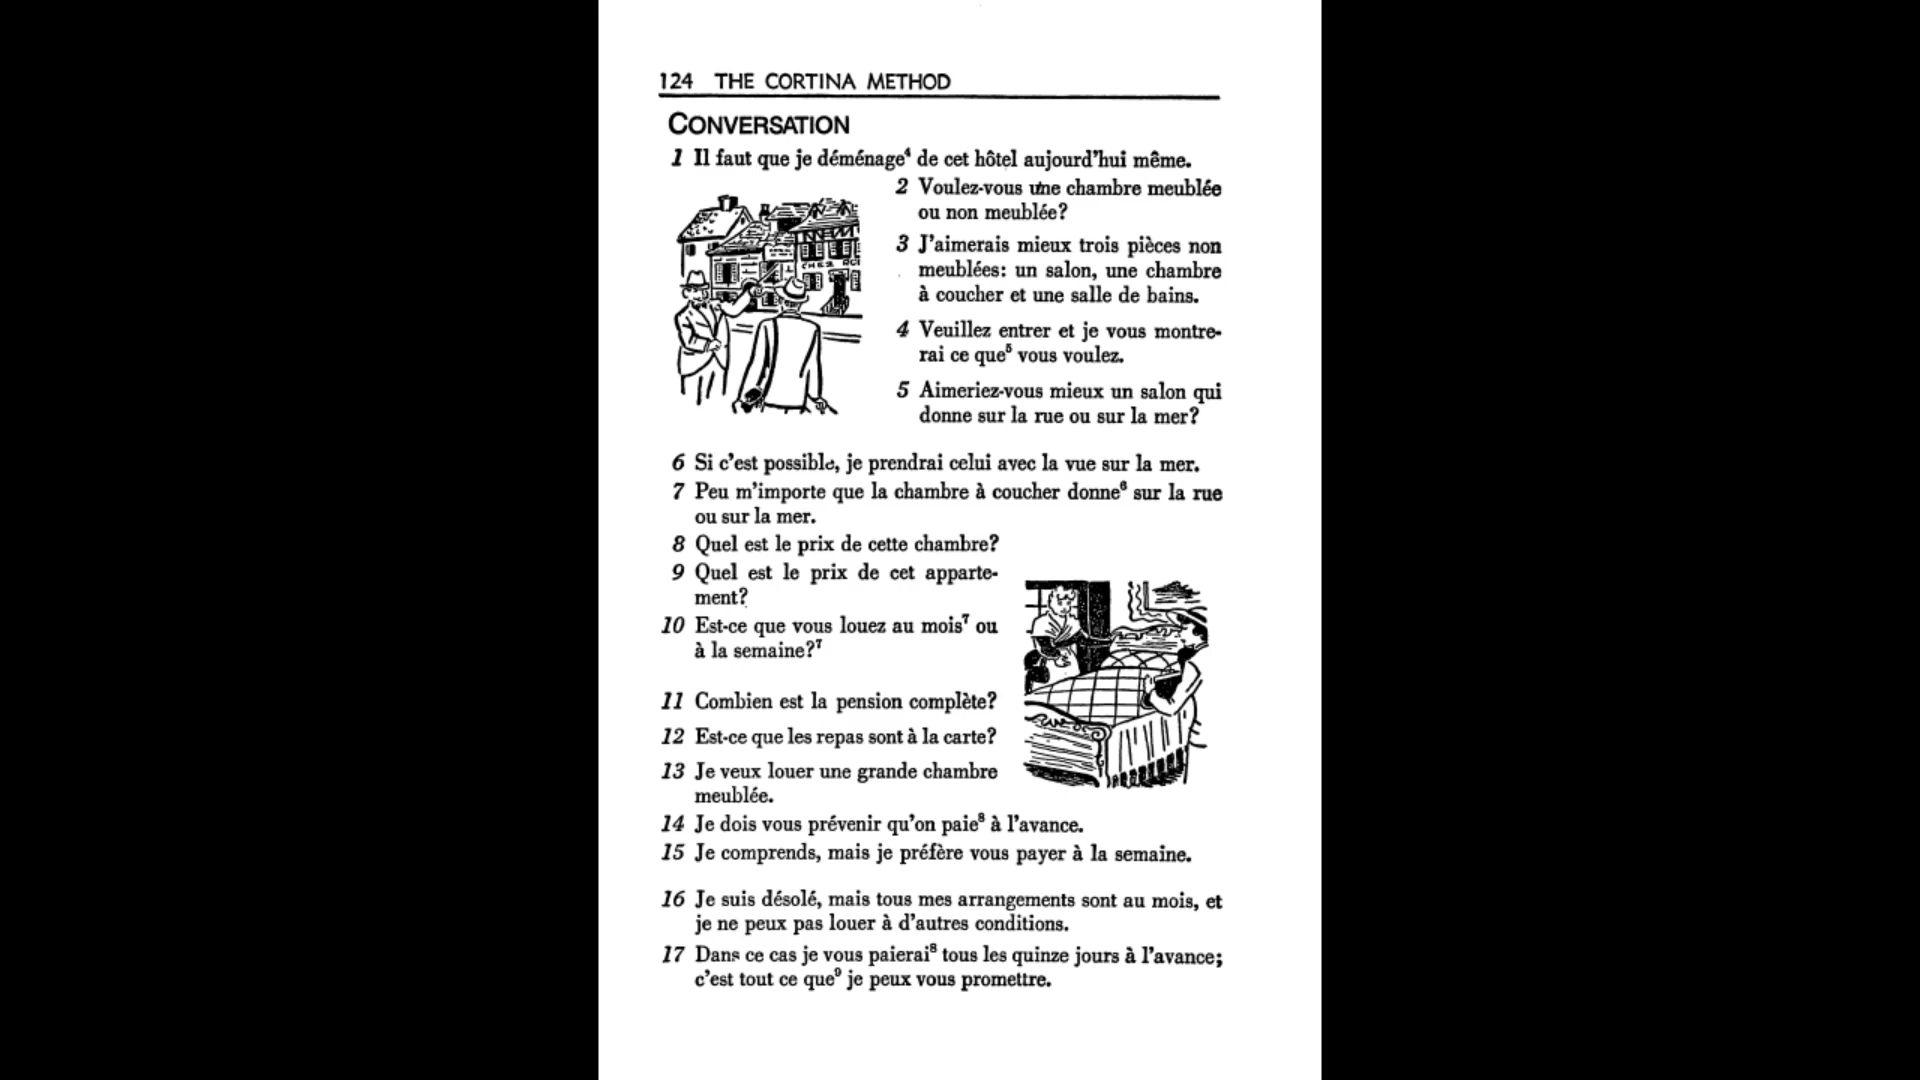 124 THE CORTINA METHOD
CONVERSATION
1 Il faut que je déménage⁴ de cet hôtel aujourd'hui même.
2 Voulez-vous une chambre meublée
ou non meublée?
3 J'aimerais mieux trois pièces non
meublées: un salon, une chambre
à coucher et une salle de bains.
4 Veuillez entrer et je vous montre-
rai ce que⁵ vous voulez.
5 Aimeriez-vous mieux un salon qui
donne sur la rue ou sur la mer?
CHEZ
6 Si c'est possible, je prendrai celui avec la vue sur la mer.
7 Peu m'importe que la chambre à coucher donne⁶ sur la rue
ou sur la mer.
8 Quel est le prix de cette chambre?
9 Quel est le prix de cet apparte-
ment?
10 Est-ce que vous louez au mois⁷ ou
à la semaine?⁷
11 Combien est la pension complète?
12 Est-ce que les repas sont à la carte?
13 Je veux louer une grande chambre
meublée.
14 Je dois vous prévenir qu'on paie⁸ à l'avance.
15 Je comprends, mais je préfère vous payer à la semaine.
16 Je suis désolé, mais tous mes arrangements sont au mois, et
je ne peux pas louer à d'autres conditions.
17 Dans ce cas je vous paierai⁸ tous les quinze jours à l'avance;
c'est tout ce que⁹ je peux vous promettre.